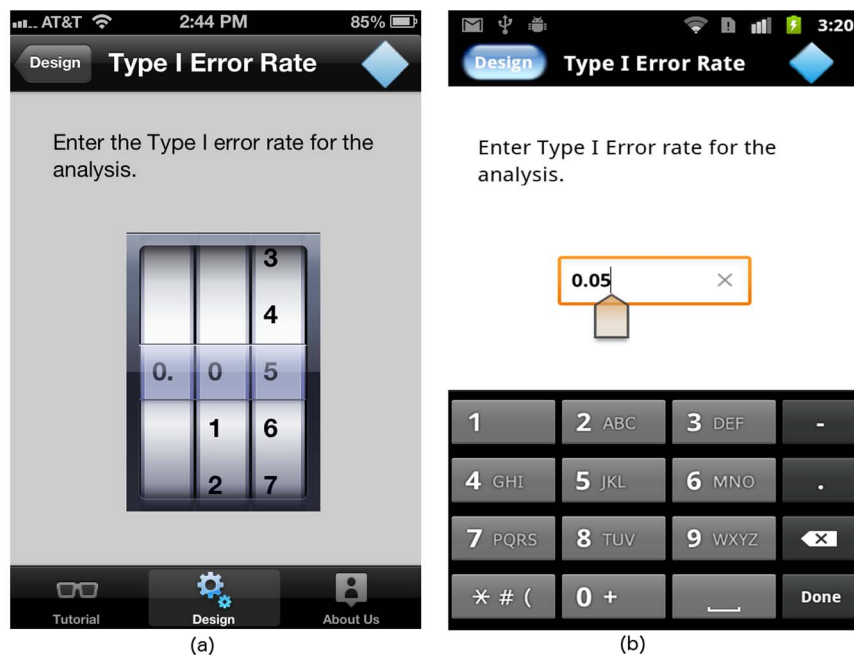 AT&T 2:44 PM 85%
Design Type I Error Rate
Enter the Type I error rate for the
analysis.
3
4
0. 0 5
1 6
2 7
Tutorial Design About Us
(a)
3:20
Design Type I Error Rate
Enter Type I Error rate for the
analysis.
0.05
1 2 ABC 3 DEF -
4 GHI 5 JKL 6 MNO .
7 PQRS 8 TUV 9 WXYZ
* # ( 0 + Done
(b)